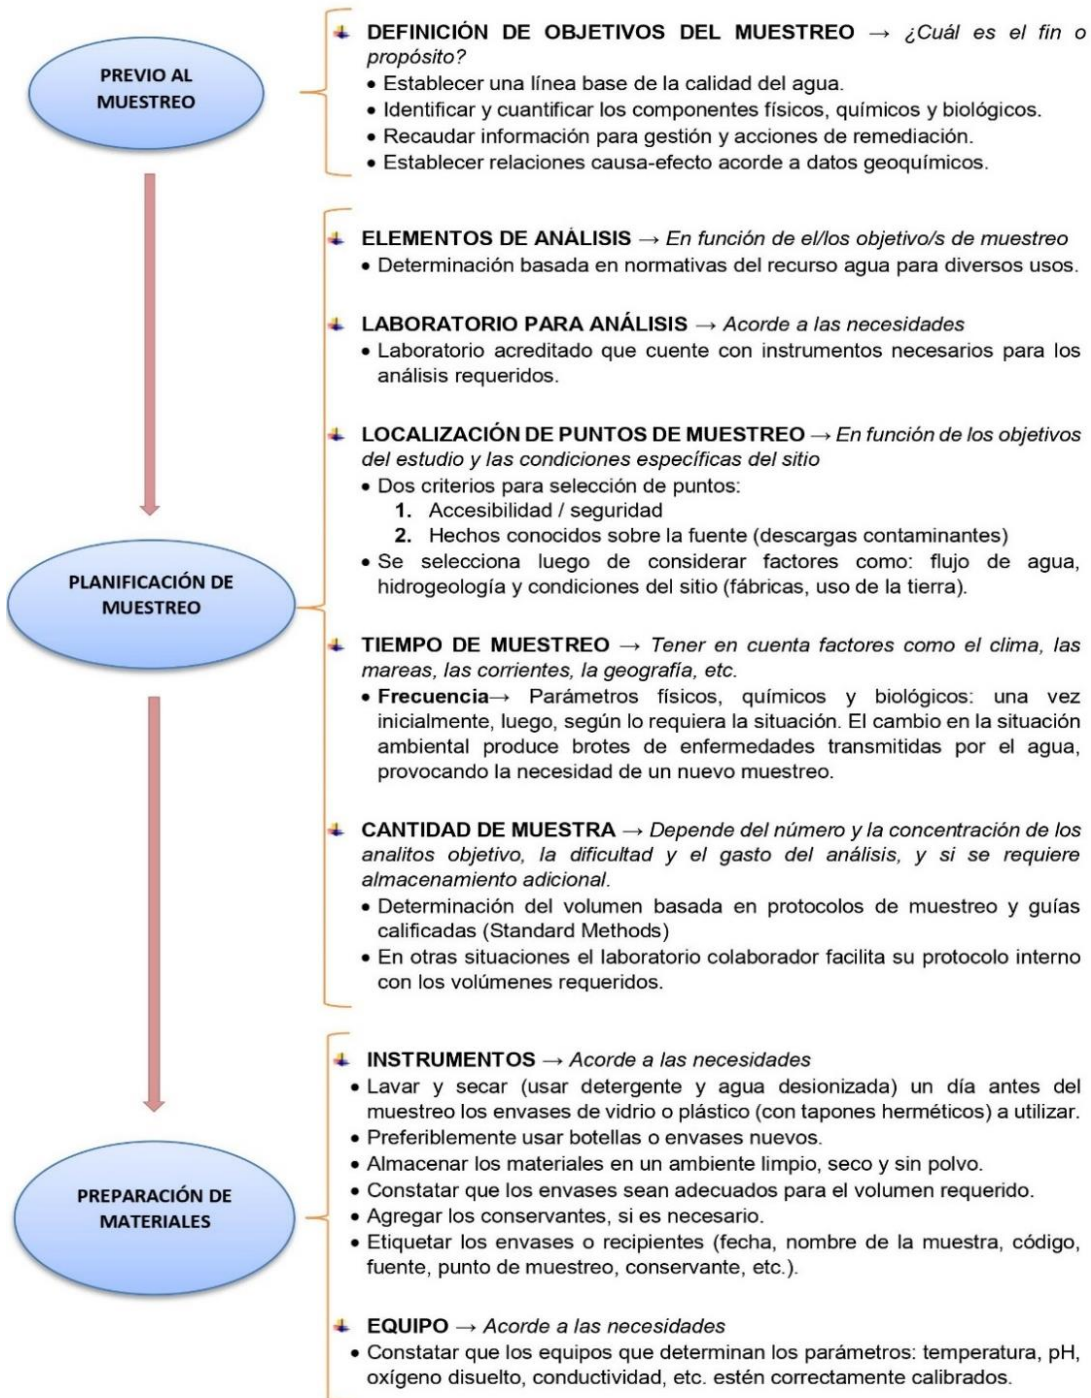 PREVIO AL
MUESTREO
DEFINICIÓN DE OBJETIVOS DEL MUESTREO → ¿Cuál es el fin o
propósito?
• Establecer una línea base de la calidad del agua.
• Identificar y cuantificar los componentes físicos, químicos y biológicos.
• Recaudar información para gestión y acciones de remediación.
• Establecer relaciones causa-efecto acorde a datos geoquímicos.
PLANIFICACIÓN DE
MUESTREO
ELEMENTOS DE ANÁLISIS → En función de el/los objetivo/s de muestreo
• Determinación basada en normativas del recurso agua para diversos usos.
LABORATORIO PARA ANÁLISIS → Acorde a las necesidades
• Laboratorio acreditado que cuente con instrumentos necesarios para los
análisis requeridos.
LOCALIZACIÓN DE PUNTOS DE MUESTREO → En función de los objetivos
del estudio y las condiciones específicas del sitio
• Dos criterios para selección de puntos:
1. Accesibilidad / seguridad
2. Hechos conocidos sobre la fuente (descargas contaminantes)
• Se selecciona luego de considerar factores como: flujo de agua,
hidrogeología y condiciones del sitio (fábricas, uso de la tierra).
TIEMPO DE MUESTREO → Tener en cuenta factores como el clima, las
mareas, las corrientes, la geografía, etc.
• Frecuencia→ Parámetros físicos, químicos y biológicos: una vez
inicialmente, luego, según lo requiera la situación. El cambio en la situación
ambiental produce brotes de enfermedades transmitidas por el agua,
provocando la necesidad de un nuevo muestreo.
CANTIDAD DE MUESTRA → Depende del número y la concentración de los
analitos objetivo, la dificultad y el gasto del análisis, y si se requiere
almacenamiento adicional.
• Determinación del volumen basada en protocolos de muestreo y guías
calificadas (Standard Methods)
• En otras situaciones el laboratorio colaborador facilita su protocolo interno
con los volúmenes requeridos.
PREPARACIÓN DE
MATERIALES
INSTRUMENTOS → Acorde a las necesidades
• Lavar y secar (usar detergente y agua desionizada) un día antes del
muestreo los envases de vidrio o plástico (con tapones herméticos) a utilizar.
• Preferiblemente usar botellas o envases nuevos.
• Almacenar los materiales en un ambiente limpio, seco y sin polvo.
• Constatar que los envases sean adecuados para el volumen requerido.
• Agregar los conservantes, si es necesario.
• Etiquetar los envases o recipientes (fecha, nombre de la muestra, código,
fuente, punto de muestreo, conservante, etc.).
EQUIPO → Acorde a las necesidades
• Constatar que los equipos que determinan los parámetros: temperatura, pH,
oxígeno disuelto, conductividad, etc. estén correctamente calibrados.